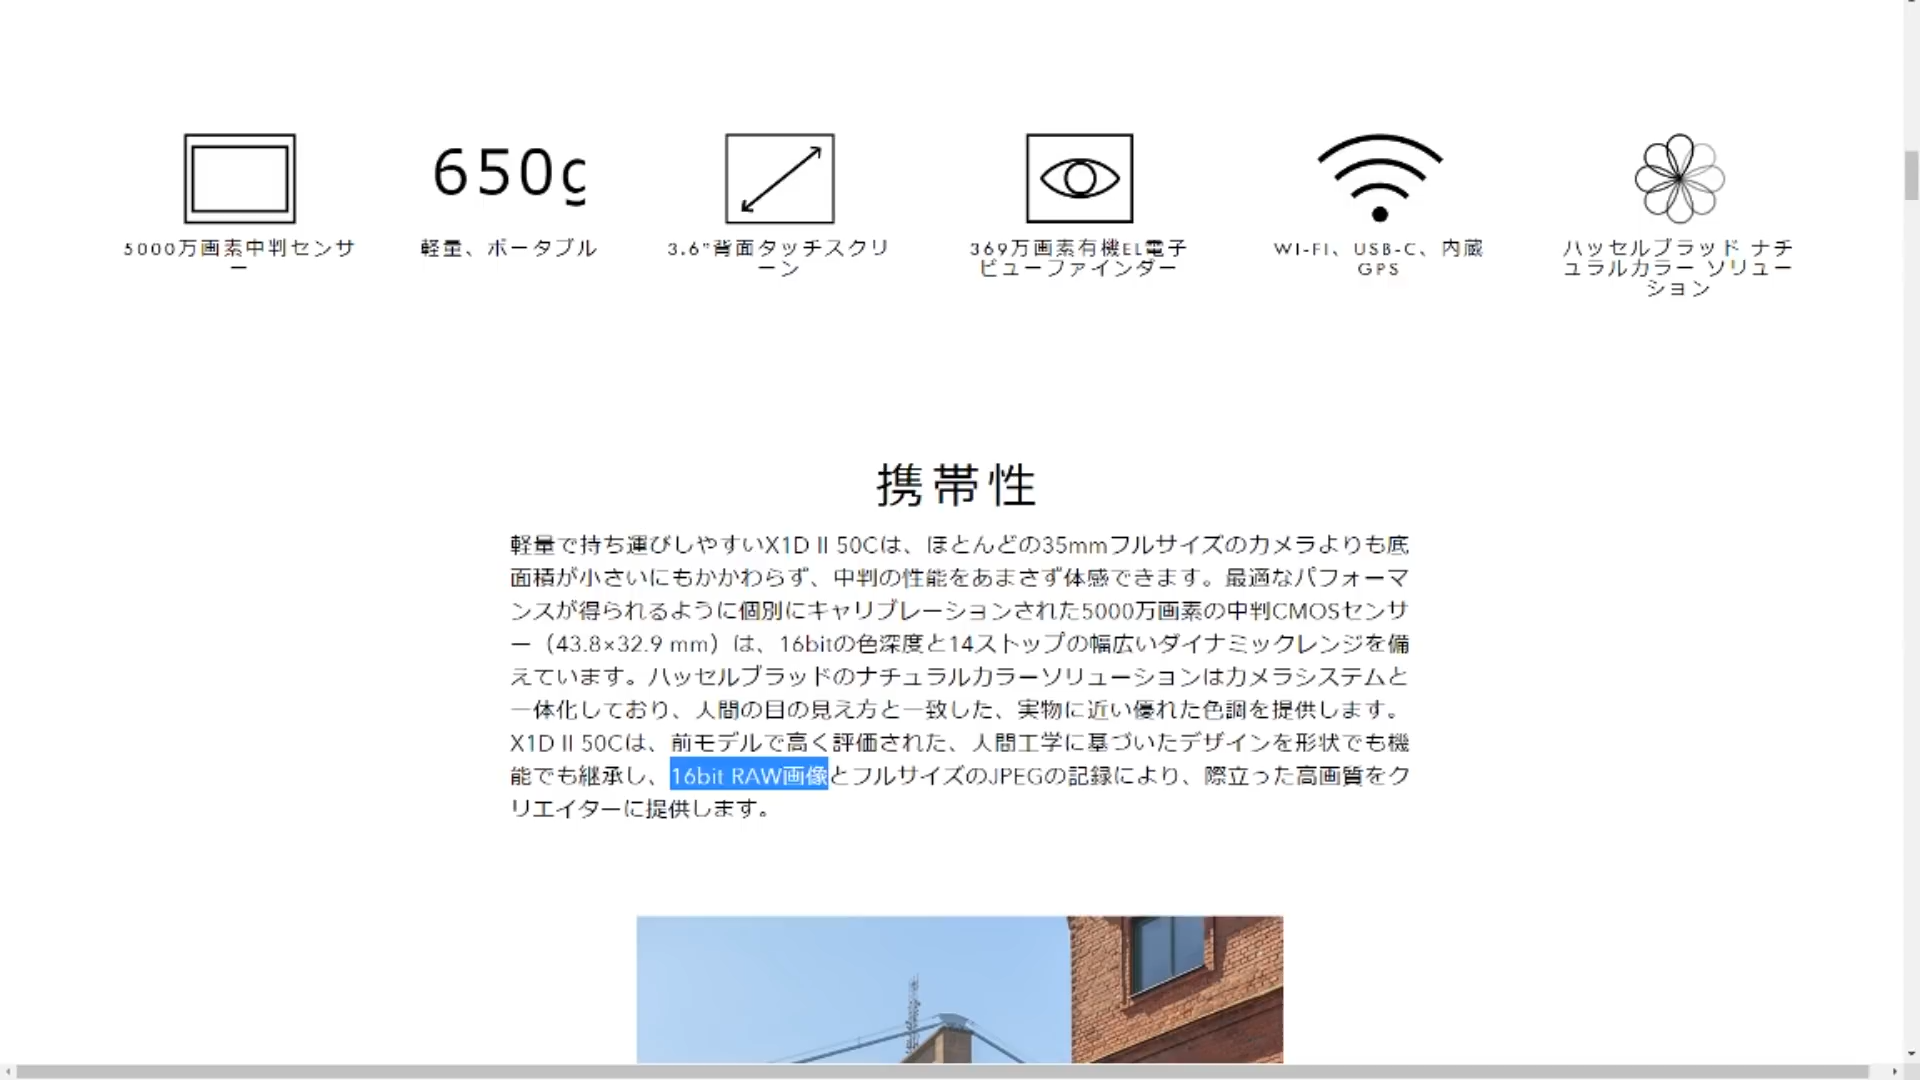 650g
5000万画素中判センサ
ー
軽量、ポータブル
3.6"背面タッチスクリ
ーン
369万画素有機EL電子
ビューファインダー
WI-FI、USB-C、内蔵
GPS
ハッセルブラッド ナチ
ュラルカラー ソリュー
ション
携帯性
軽量で持ち運びしやすいX1D II 50Cは、ほとんどの35mmフルサイズのカメラよりも底
面積が小さいにもかかわらず、中判の性能をあまさず体感できます。最適なパフォーマ
ンスが得られるように個別にキャリブレーションされた5000万画素の中判CMOSセンサ
ー（43.8×32.9 mm）は、16bitの色深度と14ストップの幅広いダイナミックレンジを備
えています。ハッセルブラッドのナチュラルカラーソリューションはカメラシステムと
一体化しており、人間の目の見え方と一致した、実物に近い優れた色調を提供します。
X1D II 50Cは、前モデルで高く評価された、人間工学に基づいたデザインを形状でも機
能でも継承し、16bit RAW画像とフルサイズのJPEGの記録により、際立った高画質をク
リエイターに提供します。